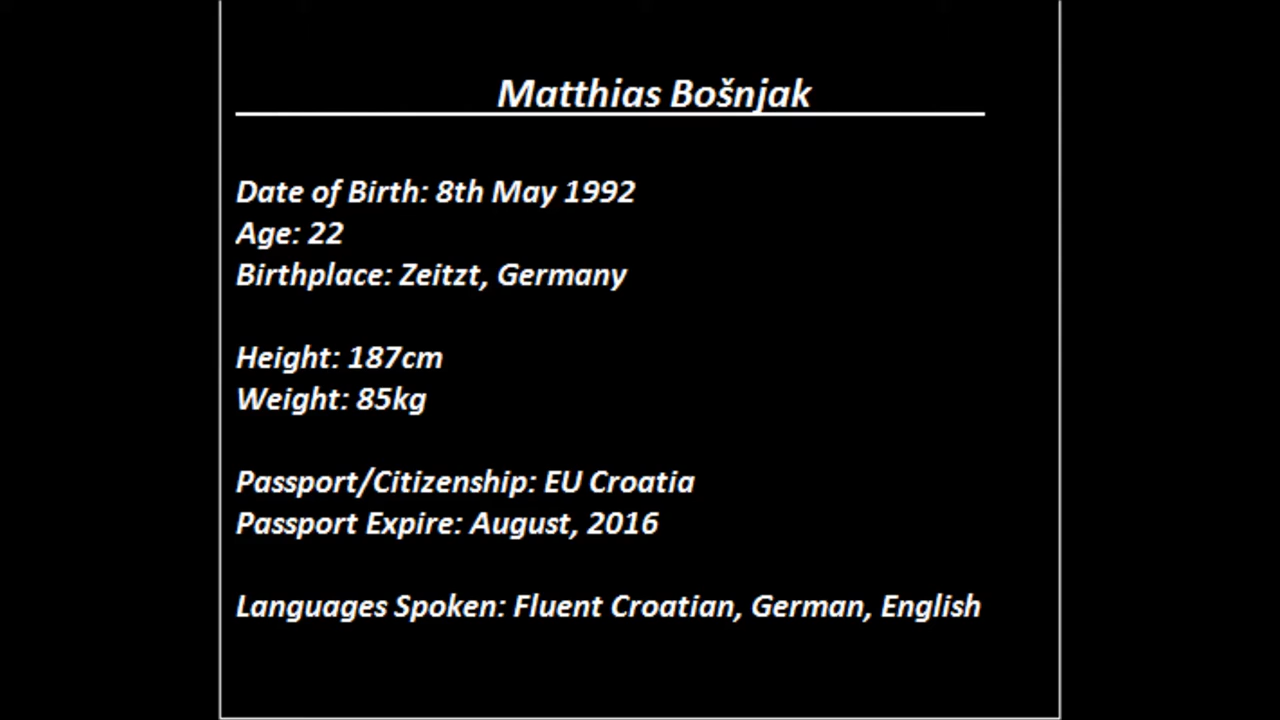 Matthias Bošnjak
Date of Birth: 8th May 1992
Age: 22
Birthplace: Zeitzt, Germany
Height: 187cm
Weight: 85kg
Passport/Citizenship: EU Croatia
Passport Expire: August, 2016
Languages Spoken: Fluent Croatian, German, English